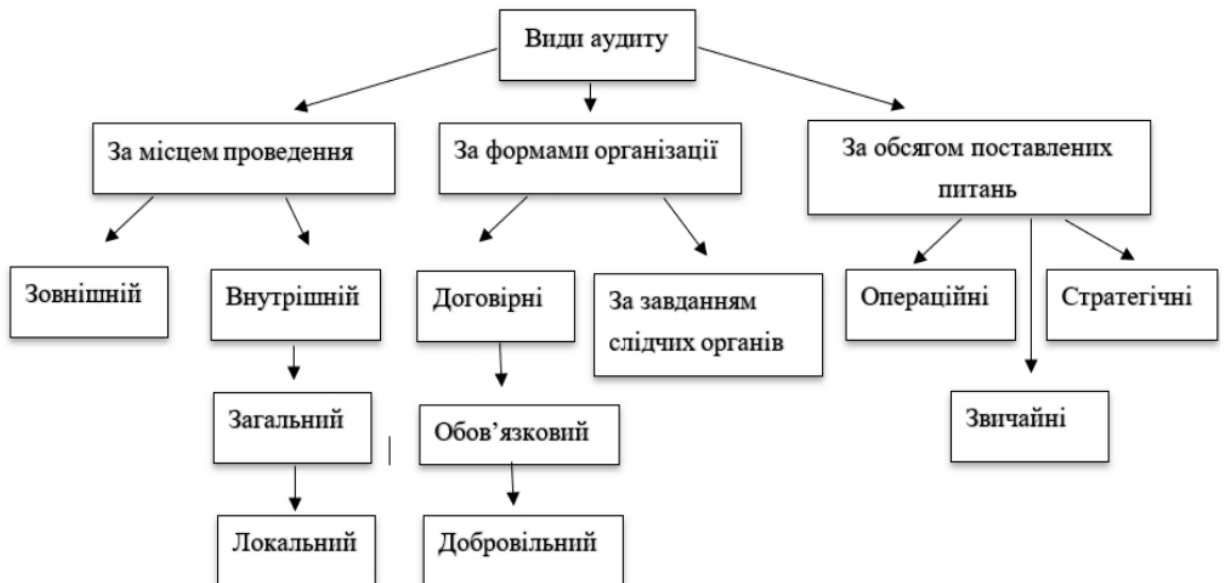 Види аудиту
За місцем проведення
За формами організації
За обсягом поставлених
питань
Зовнішній
Внутрішній
Договірні
За завданням
слідчих органів
Операційні
Стратегічні
Загальний
Обов’язковий
Звичайні
Локальний
Добровільний